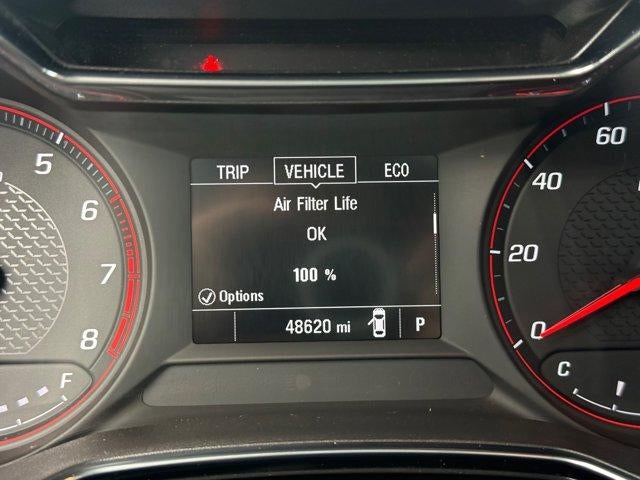 TRIP VEHICLE ECO
Air Filter Life
OK
100 %
Options
48620 mi P
5
6
7
8
F
60
40
20
0
C